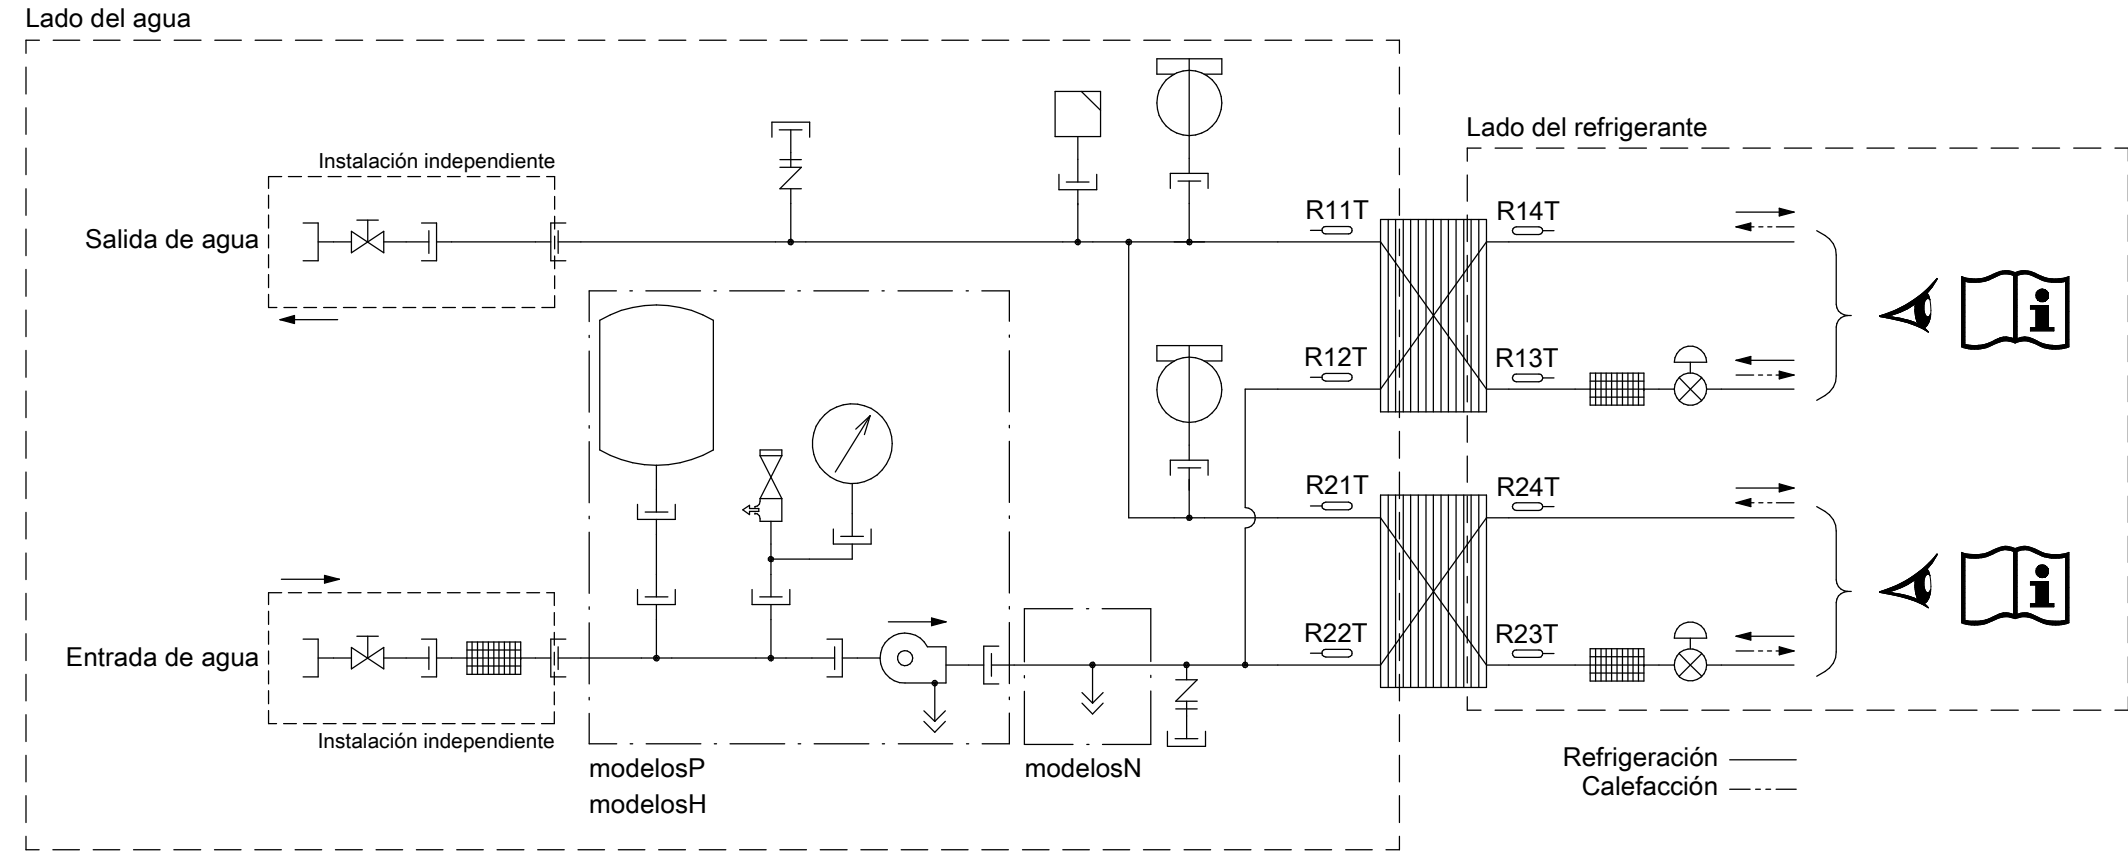 Lado del agua
Lado del refrigerante
Instalación independiente
Salida de agua
R11T
R14T
R12T
R13T
R21T
R24T
R22T
R23T
Entrada de agua
Instalación independiente
modelosP
modelosH
modelosN
Refrigeración
Calefacción